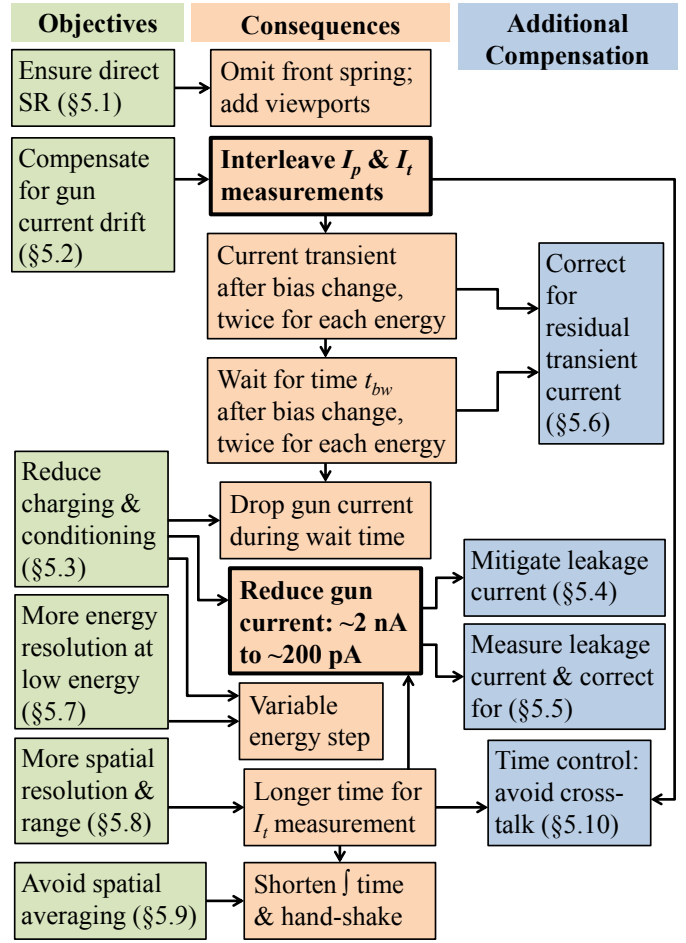 Objectives
Consequences
Additional
Compensation
Ensure direct
SR (§5.1)
Omit front spring;
add viewports
Compensate
for gun
current drift
(§5.2)
Interleave Ip & It
measurements
Current transient
after bias change,
twice for each energy
Correct
for
residual
transient
current
(§5.6)
Wait for time tbw
after bias change,
twice for each energy
Reduce
charging &
conditioning
(§5.3)
Drop gun current
during wait time
Reduce gun
current: ~2 nA
to ~200 pA
Mitigate leakage
current (§5.4)
More energy
resolution at
low energy
(§5.7)
Measure leakage
current & correct
for (§5.5)
Variable
energy step
More spatial
resolution &
range (§5.8)
Longer time for
It measurement
Time control:
avoid cross-
talk (§5.10)
Avoid spatial
averaging (§5.9)
Shorten ∫ time
& hand-shake